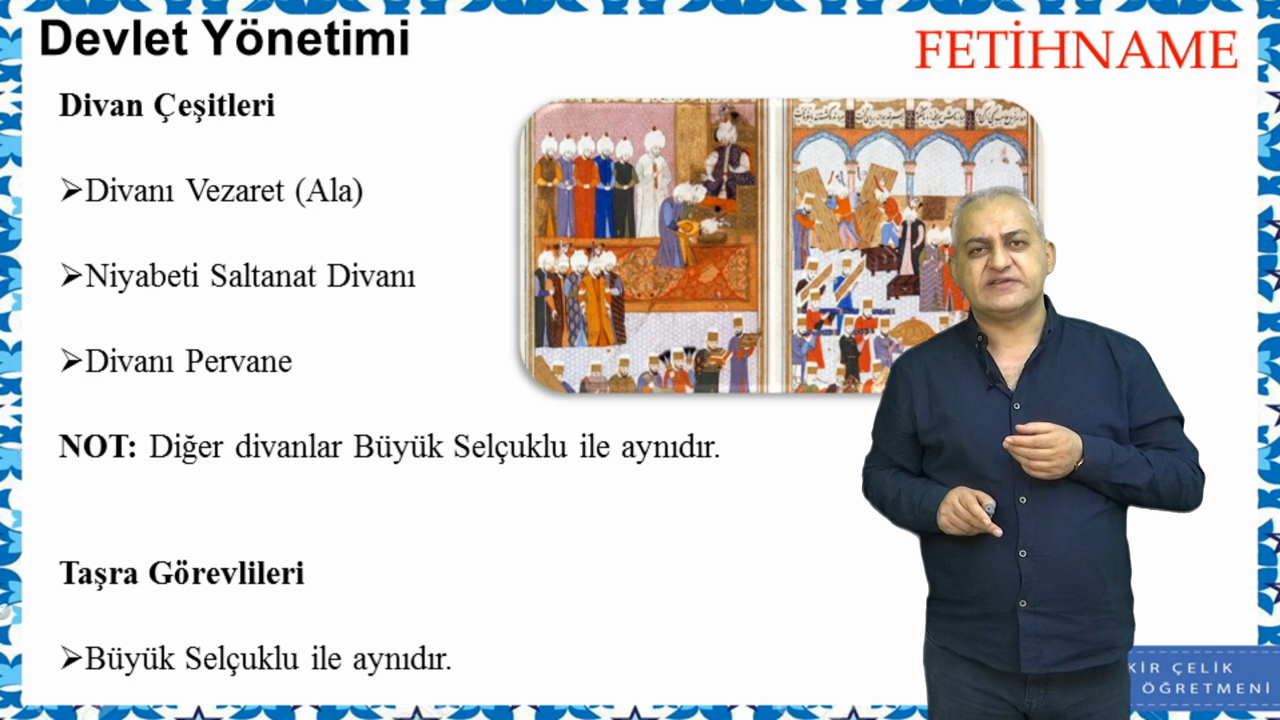 Devlet Yönetimi
FETİHNAME
Divan Çeşitleri
➢Divanı Vezaret (Ala)
➢Niyabeti Saltanat Divanı
➢Divanı Pervane
NOT: Diğer divanlar Büyük Selçuklu ile aynıdır.
Taşra Görevlileri
➢Büyük Selçuklu ile aynıdır.
ÇELİK
ÖĞRETMENİ